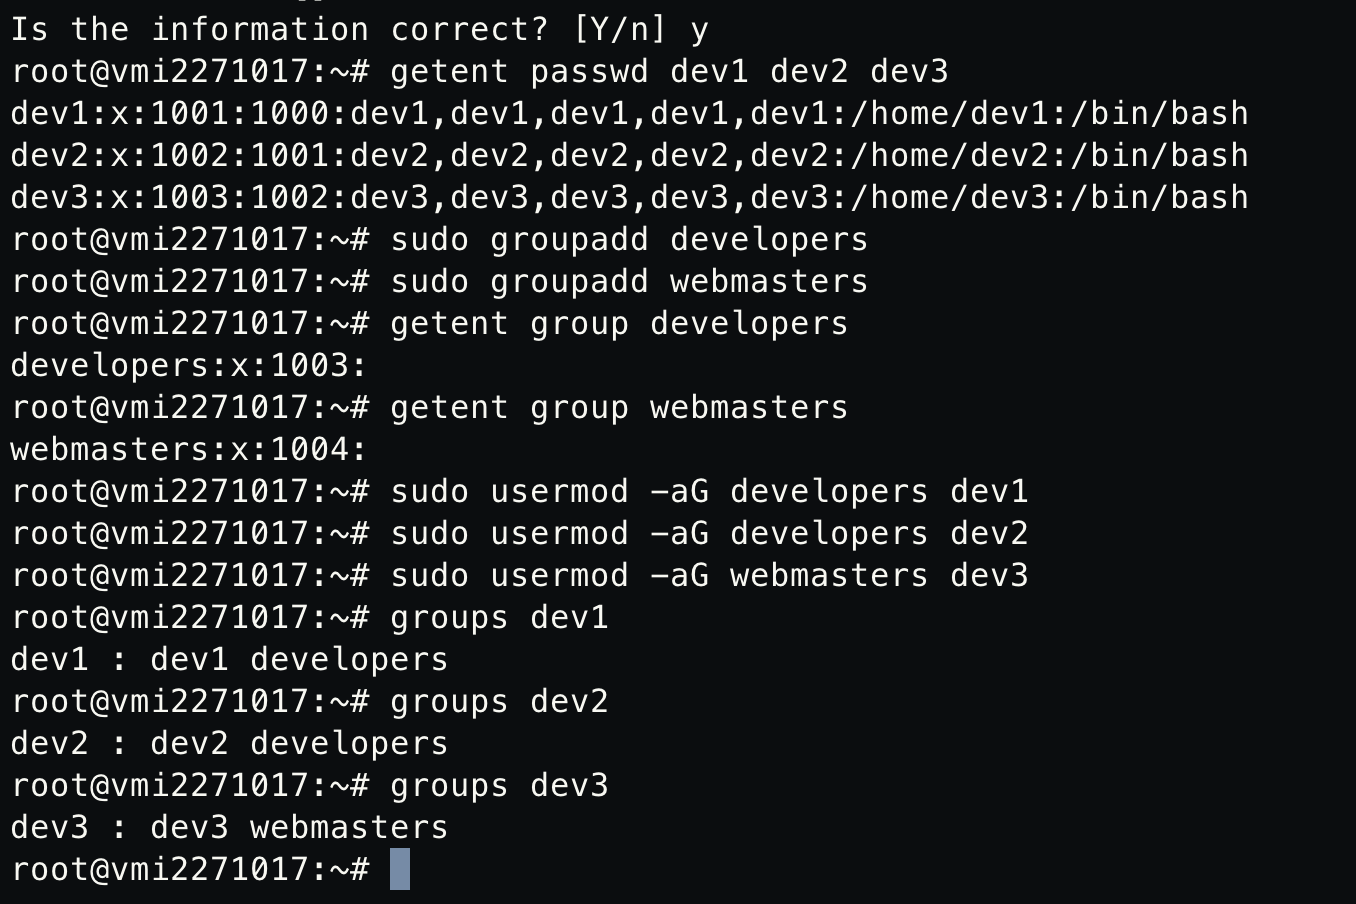 Is the information correct? [Y/n] y
root@vmi2271017:~# getent passwd dev1 dev2 dev3
dev1:x:1001:1000:dev1,dev1,dev1,dev1,dev1:/home/dev1:/bin/bash
dev2:x:1002:1001:dev2,dev2,dev2,dev2,dev2:/home/dev2:/bin/bash
dev3:x:1003:1002:dev3,dev3,dev3,dev3,dev3:/home/dev3:/bin/bash
root@vmi2271017:~# sudo groupadd developers
root@vmi2271017:~# sudo groupadd webmasters
root@vmi2271017:~# getent group developers
developers:x:1003:
root@vmi2271017:~# getent group webmasters
webmasters:x:1004:
root@vmi2271017:~# sudo usermod -aG developers dev1
root@vmi2271017:~# sudo usermod -aG developers dev2
root@vmi2271017:~# sudo usermod -aG webmasters dev3
root@vmi2271017:~# groups dev1
dev1 : dev1 developers
root@vmi2271017:~# groups dev2
dev2 : dev2 developers
root@vmi2271017:~# groups dev3
dev3 : dev3 webmasters
root@vmi2271017:~#